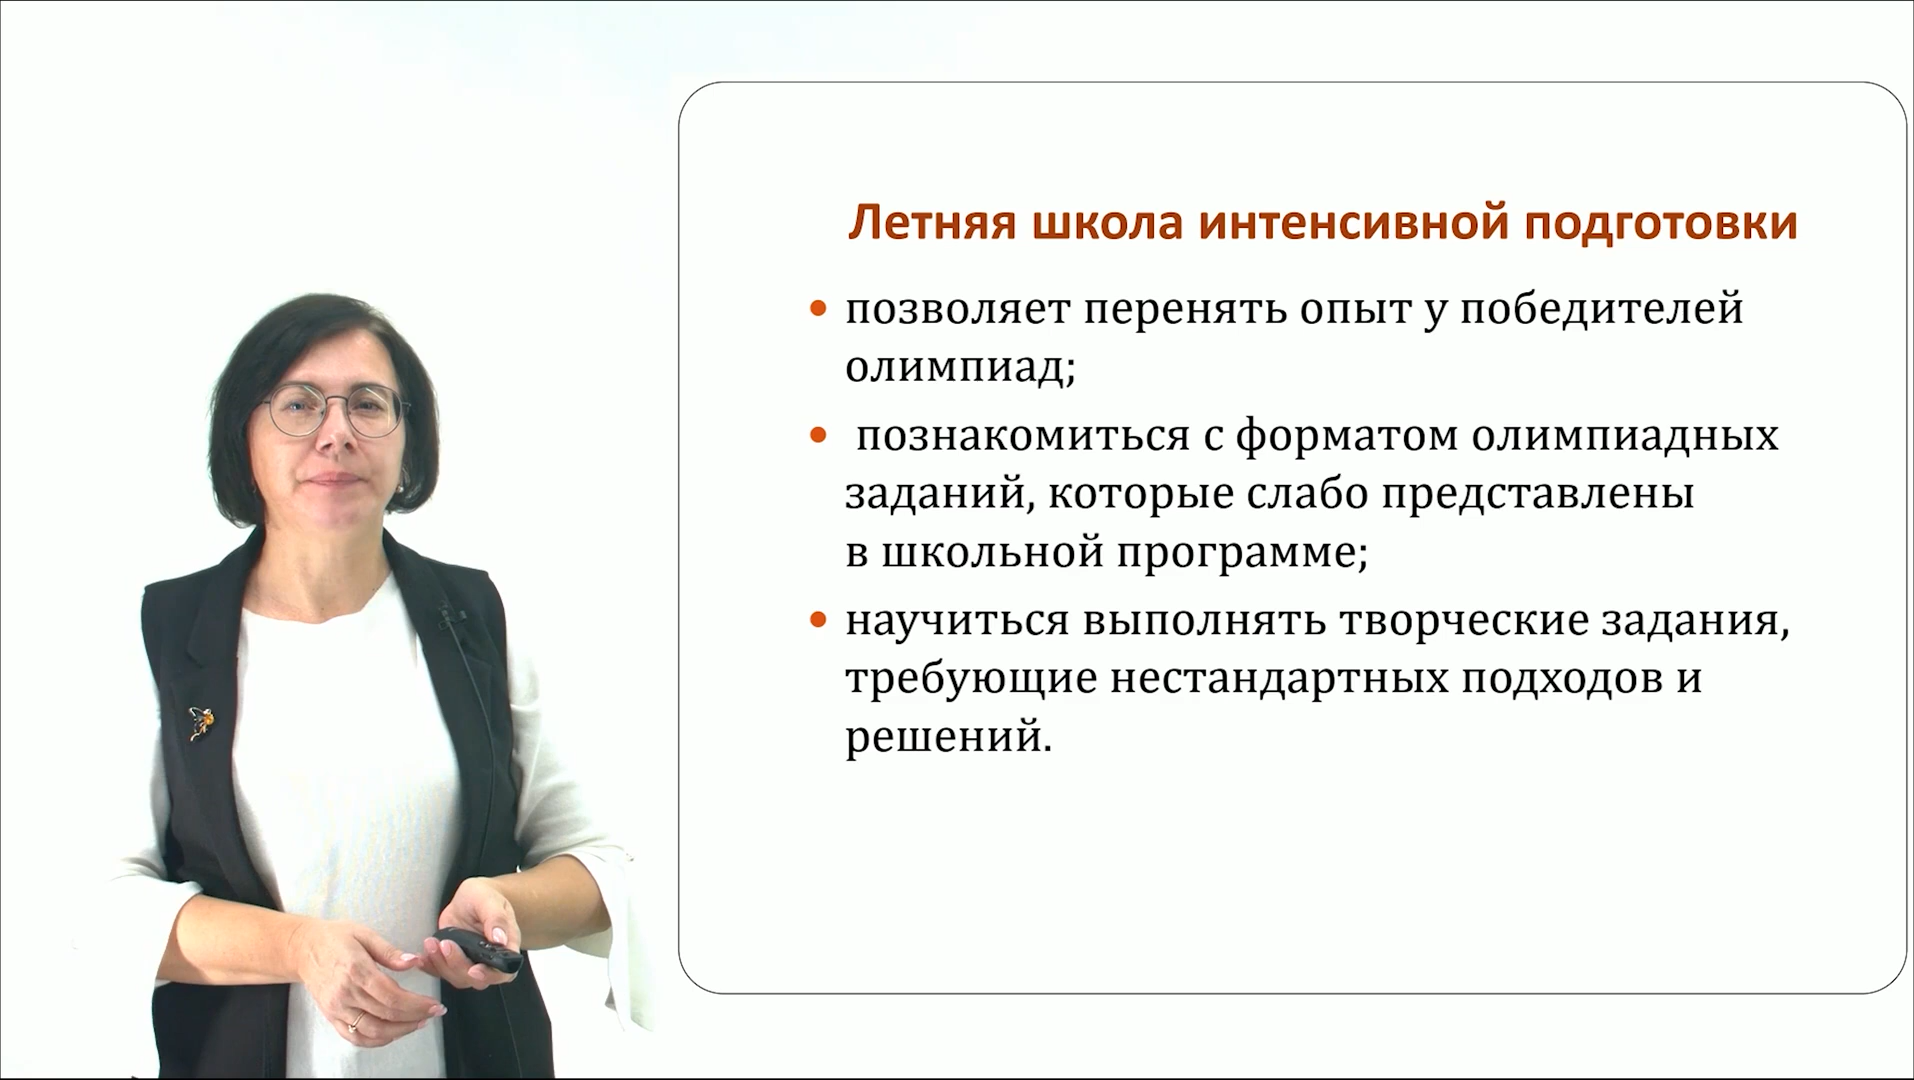 Летняя школа интенсивной подготовки
• позволяет перенять опыт у победителей
олимпиад;
• познакомиться с форматом олимпиадных
заданий, которые слабо представлены
в школьной программе;
• научиться выполнять творческие задания,
требующие нестандартных подходов и
решений.